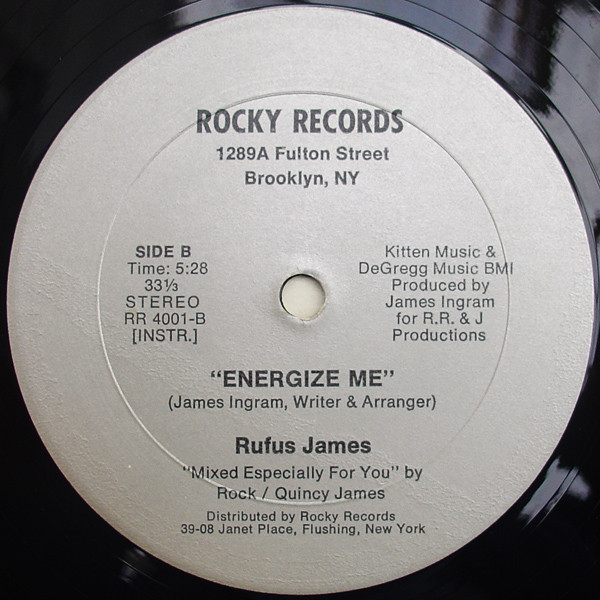 ROCKY RECORDS
1289A Fulton Street
Brooklyn, NY
SIDE B
Time: 5:28
33⅓
STEREO
RR 4001-B
[INSTR.]
Kitten Music &
DeGregg Music BMI
Produced by
James Ingram
for R.R. & J
Productions
"ENERGIZE ME"
(James Ingram, Writer & Arranger)
Rufus James
"Mixed Especially For You" by
Rock / Quincy James
Distributed by Rocky Records
39-08 Janet Place, Flushing, New York